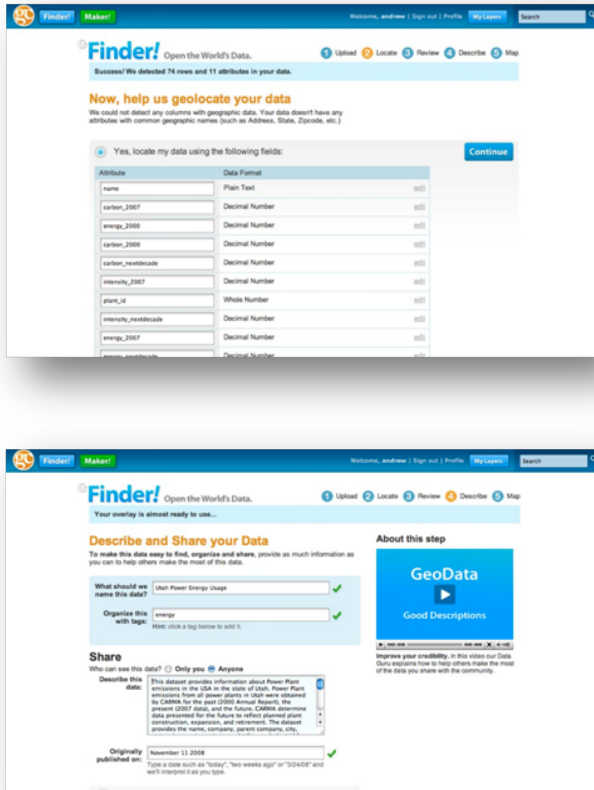 gc Finder! Maker! Welcome, andrew | Sign out | Profile My Layers Search
Finder! Open the World's Data. 1 Upload 2 Locate 3 Review 4 Describe 5 Map
Success! We detected 74 rows and 11 attributes in your data.
Now, help us geolocate your data
We could not detect any columns with geographic data. Your data doesn't have any
attributes with common geographic names (such as Address, State, Zipcode, etc.)
Yes, locate my data using the following fields: Continue
Attribute Data Format
name Plain Text edit
carbon_2007 Decimal Number edit
energy_2000 Decimal Number edit
carbon_2000 Decimal Number edit
carbon_nextdecade Decimal Number edit
intensity_2007 Decimal Number edit
plant_id Whole Number edit
intensity_nextdecade Decimal Number edit
energy_2007 Decimal Number edit
energy_nextdecade Decimal Number edit
gc Finder! Maker! Welcome, andrew | Sign out | Profile My Layers Search
Finder! Open the World's Data. 1 Upload 2 Locate 3 Review 4 Describe 5 Map
Your overlay is almost ready to use...
Describe and Share your Data
To make this data easy to find, organize and share, provide as much information as
you can to help others make the most of this data.
What should we
name this data? Utah Power Energy Usage
Organize this
with tags: energy
Hint: click a tag below to add it.
Share
Who can see this data? Only you Anyone
Describe this
data:
This dataset provides information about Power Plant
emissions in the USA in the state of Utah. Power Plant
emissions from all power plants in Utah were obtained
by CARMA for the past (2000 Annual Report), the
present (2007 data), and the future. CARMA determine
data presented for the future to reflect planned plant
construction, expansion, and retirement. The dataset
provides the name, company, parent company, city,
Originally
published on: November 11 2008
Type a date such as "today", "two weeks ago" or "3/24/09" and
we'll interpret it as you type.
About this step
GeoData
Good Descriptions
Improve your credibility. in this video our Data
Guru explains how to help others make the most
of the data you share with the community.